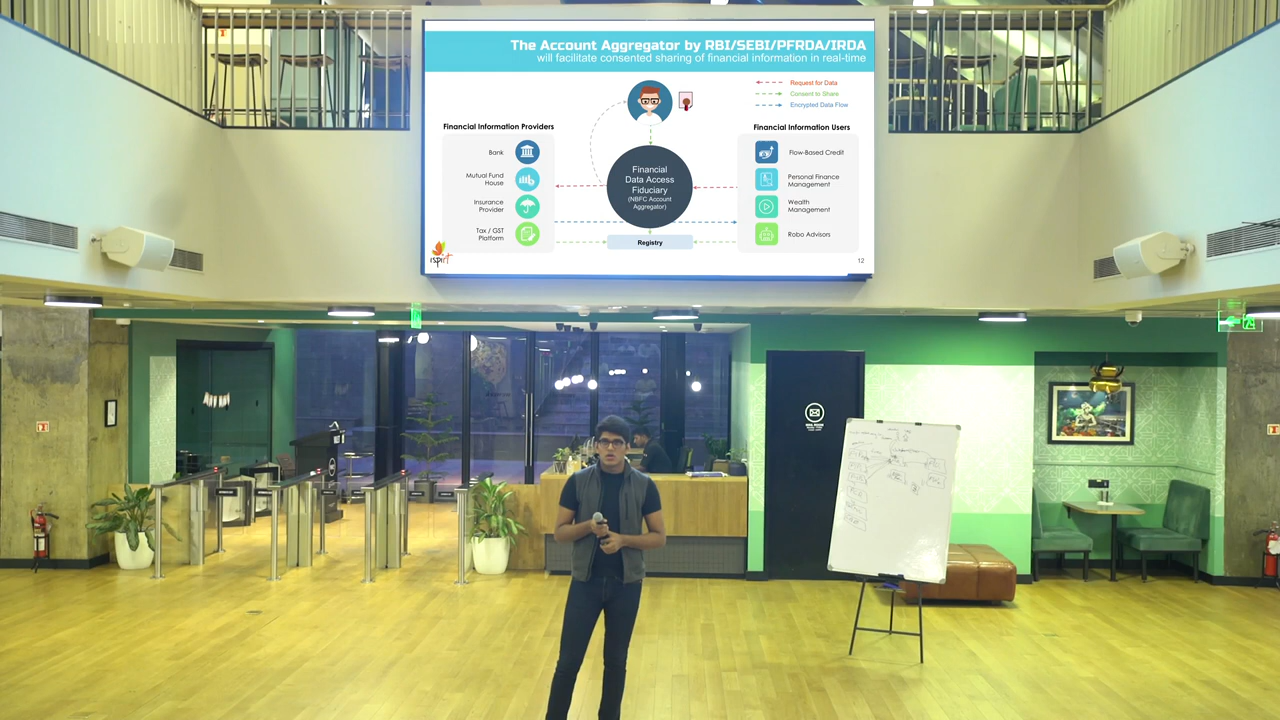 The Account Aggregator by RBI/SEBI/PFRDA/IRDA
will facilitate consented sharing of financial information in real-time
Request for Data
Consent to Share
Encrypted Data Flow
Financial Information Providers
Bank
Mutual Fund
House
Insurance
Provider
Tax / GST
Platform
Financial
Data Access
Fiduciary
(NBFC Account
Aggregator)
Registry
Financial Information Users
Flow-Based Credit
Personal Finance
Management
Wealth
Management
Robo Advisors
ispirt
12